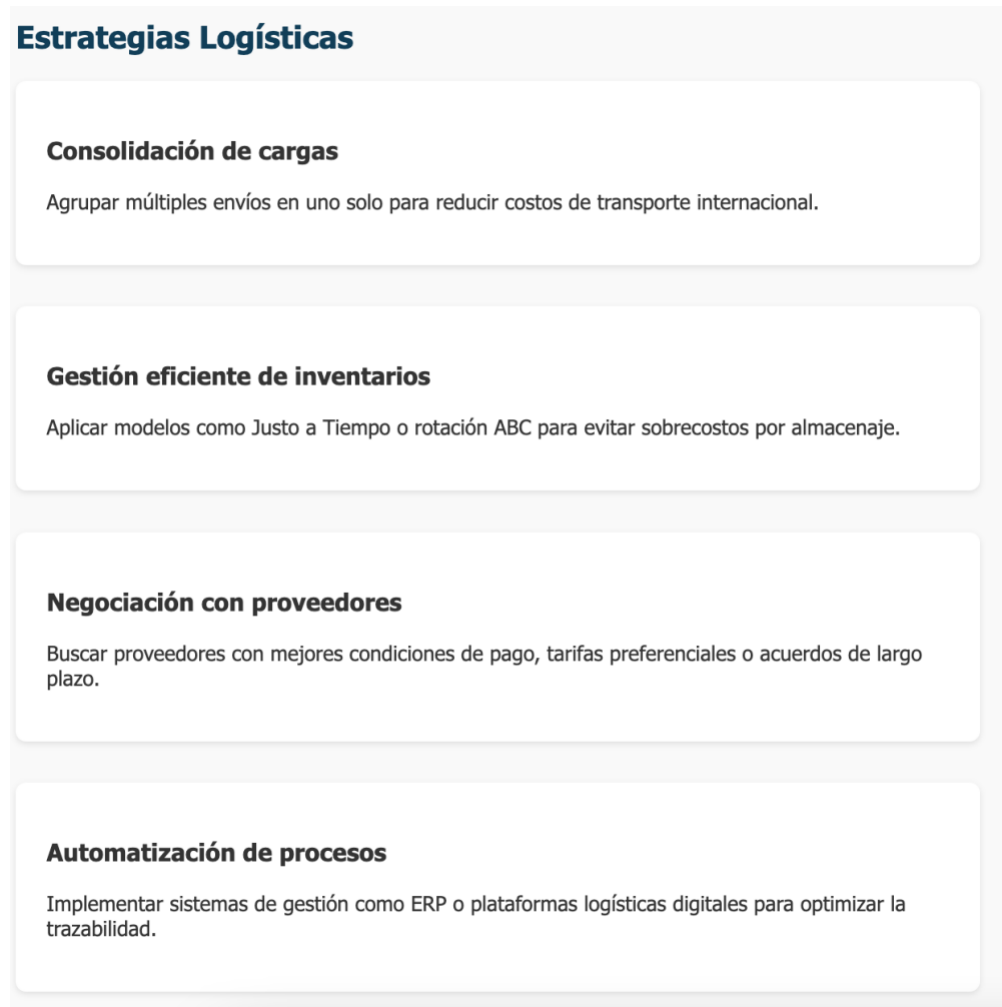 Estrategias Logísticas
Consolidación de cargas
Agrupar múltiples envíos en uno solo para reducir costos de transporte internacional.
Gestión eficiente de inventarios
Aplicar modelos como Justo a Tiempo o rotación ABC para evitar sobrecostos por almacenaje.
Negociación con proveedores
Buscar proveedores con mejores condiciones de pago, tarifas preferenciales o acuerdos de largo
plazo.
Automatización de procesos
Implementar sistemas de gestión como ERP o plataformas logísticas digitales para optimizar la
trazabilidad.